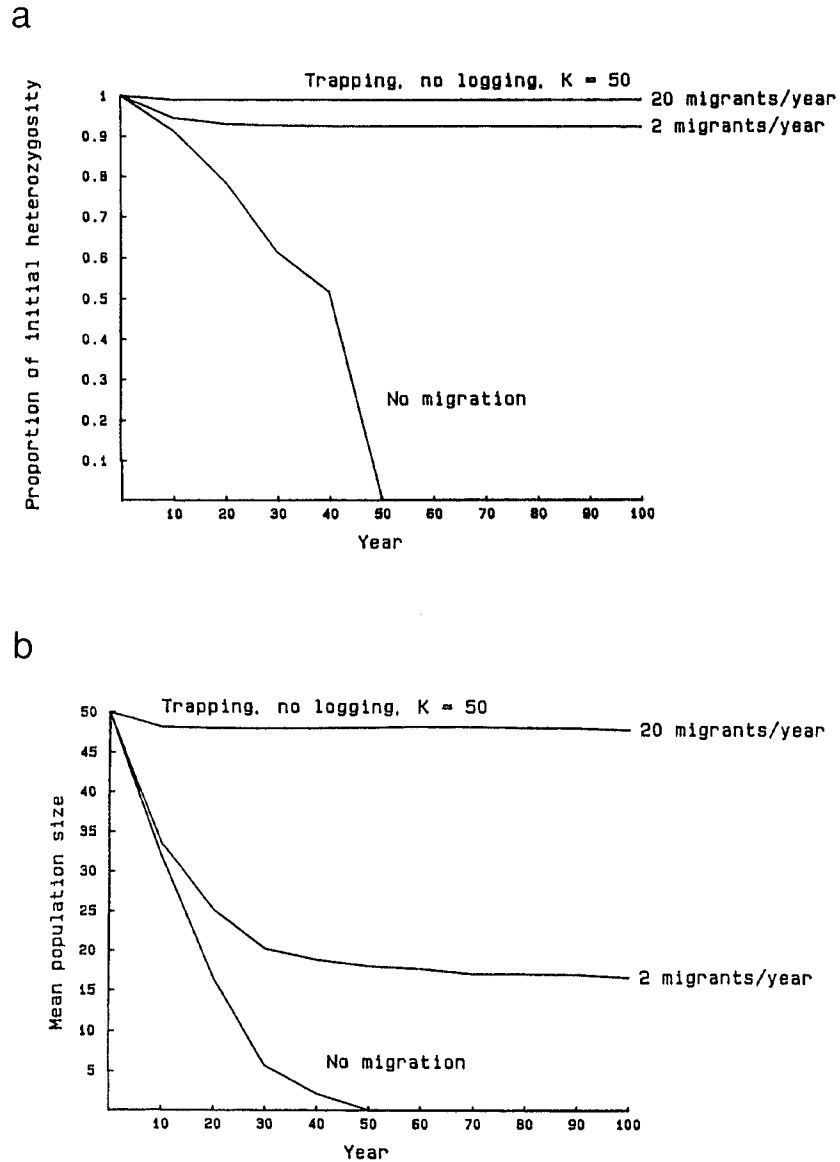 a
Trapping, no logging, K = 50
Proportion of initial heterozygosity
1
0.9
0.8
0.7
0.6
0.5
0.4
0.3
0.2
0.1
20 migrants/year
2 migrants/year
No migration
10 20 30 40 50 60 70 80 90 100
Year
b
Trapping, no logging, K = 50
Mean population size
50
45
40
35
30
25
20
15
10
5
20 migrants/year
2 migrants/year
No migration
10 20 30 40 50 60 70 80 90 100
Year